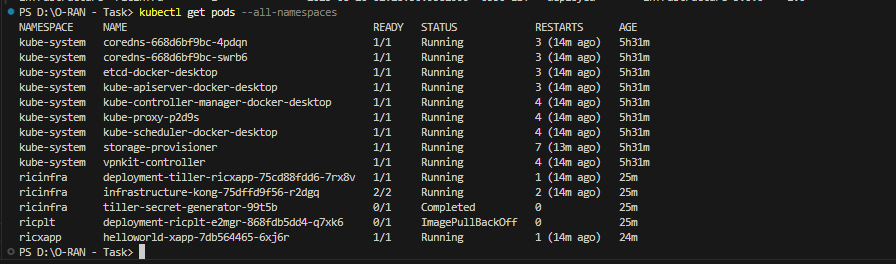 PS D:\O-RAN - Task> kubectl get pods --all-namespaces
NAMESPACE NAME READY STATUS RESTARTS AGE
kube-system coredns-668d6bf9bc-4pdqn 1/1 Running 3 (14m ago) 5h31m
kube-system coredns-668d6bf9bc-swrb6 1/1 Running 3 (14m ago) 5h31m
kube-system etcd-docker-desktop 1/1 Running 3 (14m ago) 5h31m
kube-system kube-apiserver-docker-desktop 1/1 Running 3 (14m ago) 5h31m
kube-system kube-controller-manager-docker-desktop 1/1 Running 4 (14m ago) 5h31m
kube-system kube-proxy-p2d9s 1/1 Running 4 (14m ago) 5h31m
kube-system kube-scheduler-docker-desktop 1/1 Running 4 (14m ago) 5h31m
kube-system storage-provisioner 1/1 Running 7 (13m ago) 5h31m
kube-system vpnkit-controller 1/1 Running 4 (14m ago) 5h31m
ricinfra deployment-tiller-ricxapp-75cd88fdd6-7rx8v 1/1 Running 1 (14m ago) 25m
ricinfra infrastructure-kong-75dffd9f56-r2dgq 2/2 Running 2 (14m ago) 25m
ricinfra tiller-secret-generator-99t5b 0/1 Completed 0 25m
ricplt deployment-ricplt-e2mgr-868fdb5dd4-q7xk6 0/1 ImagePullBackOff 0 25m
ricxapp helloworld-xapp-7db564465-6xj6r 1/1 Running 1 (14m ago) 24m
PS D:\O-RAN - Task>